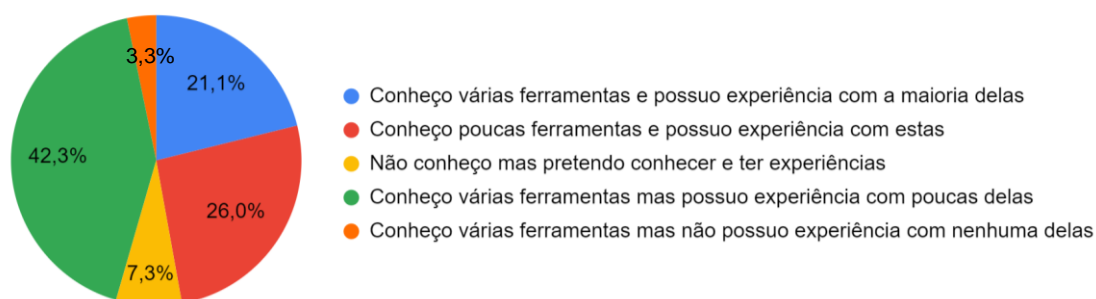 3,3%
21,1%
42,3%
26,0%
7,3%
Conheço várias ferramentas e possuo experiência com a maioria delas
Conheço poucas ferramentas e possuo experiência com estas
Não conheço mas pretendo conhecer e ter experiências
Conheço várias ferramentas mas possuo experiência com poucas delas
Conheço várias ferramentas mas não possuo experiência com nenhuma delas